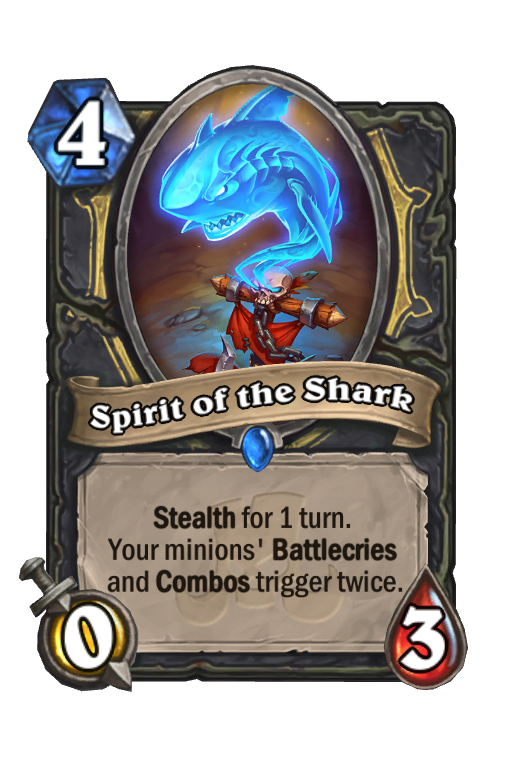 4
Spirit of the Shark
Stealth for 1 turn.
Your minions' Battlecries
and Combos trigger twice.
0
3